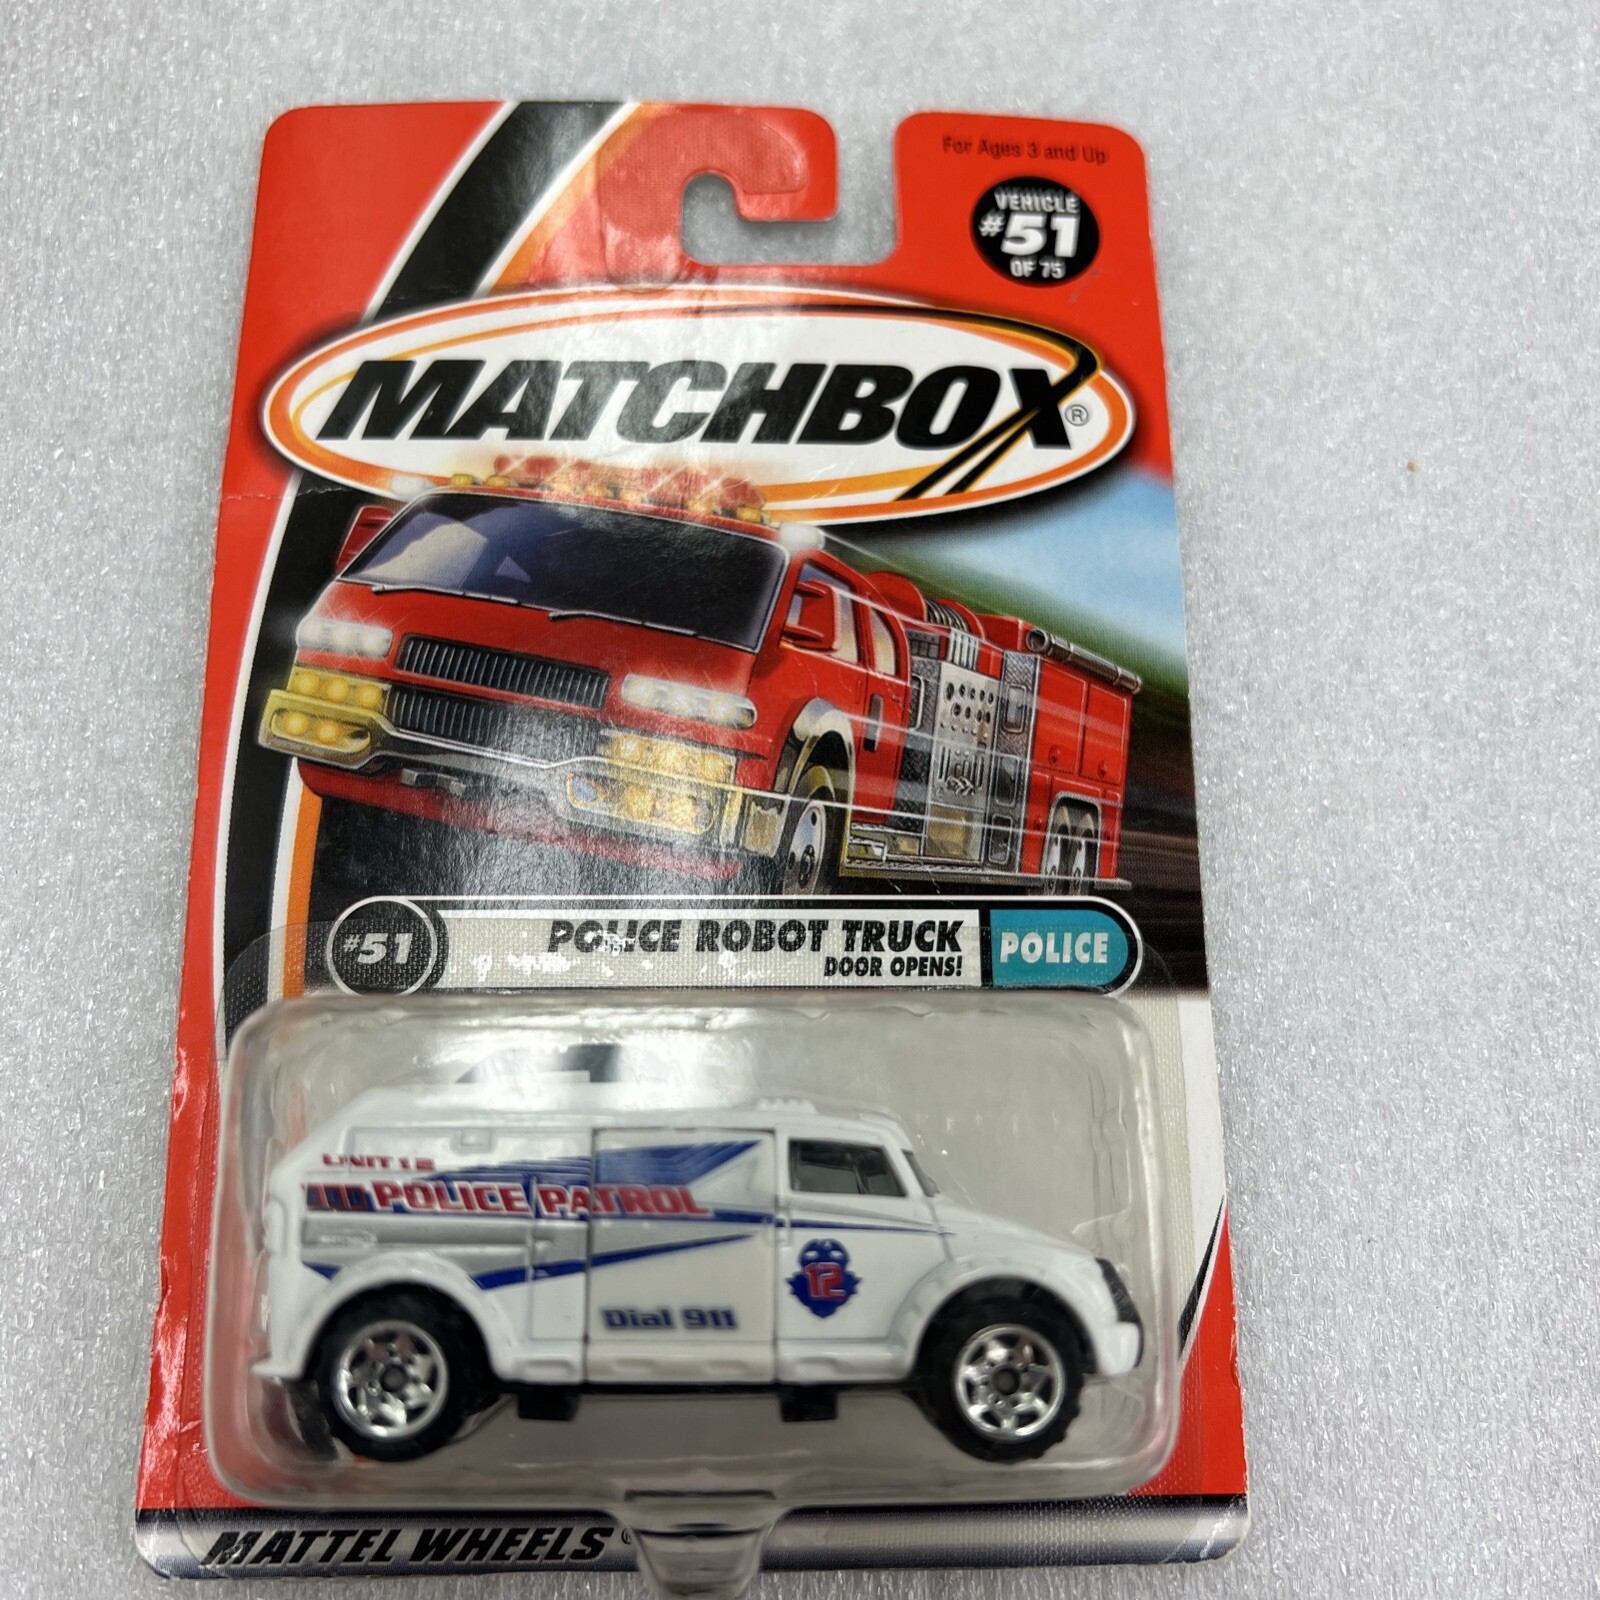 For Ages 3 and Up
VEHICLE
#51
OF 75
MATCHBOX®
#51
POLICE ROBOT TRUCK
DOOR OPENS!
POLICE
UNIT 12
POLICE PATROL
12
Dial 911
MATTEL WHEELS®